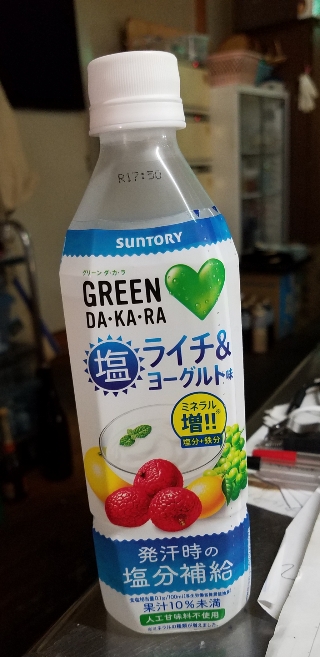 R17:50
SUNTORY
グリーン ダ・カ・ラ
GREEN
DA・KA・RA
塩
ライチ&
ヨーグルト味
ミネラル
増!!
塩分+鉄分
発汗時の
塩分補給
果汁10%未満
人工甘味料不使用